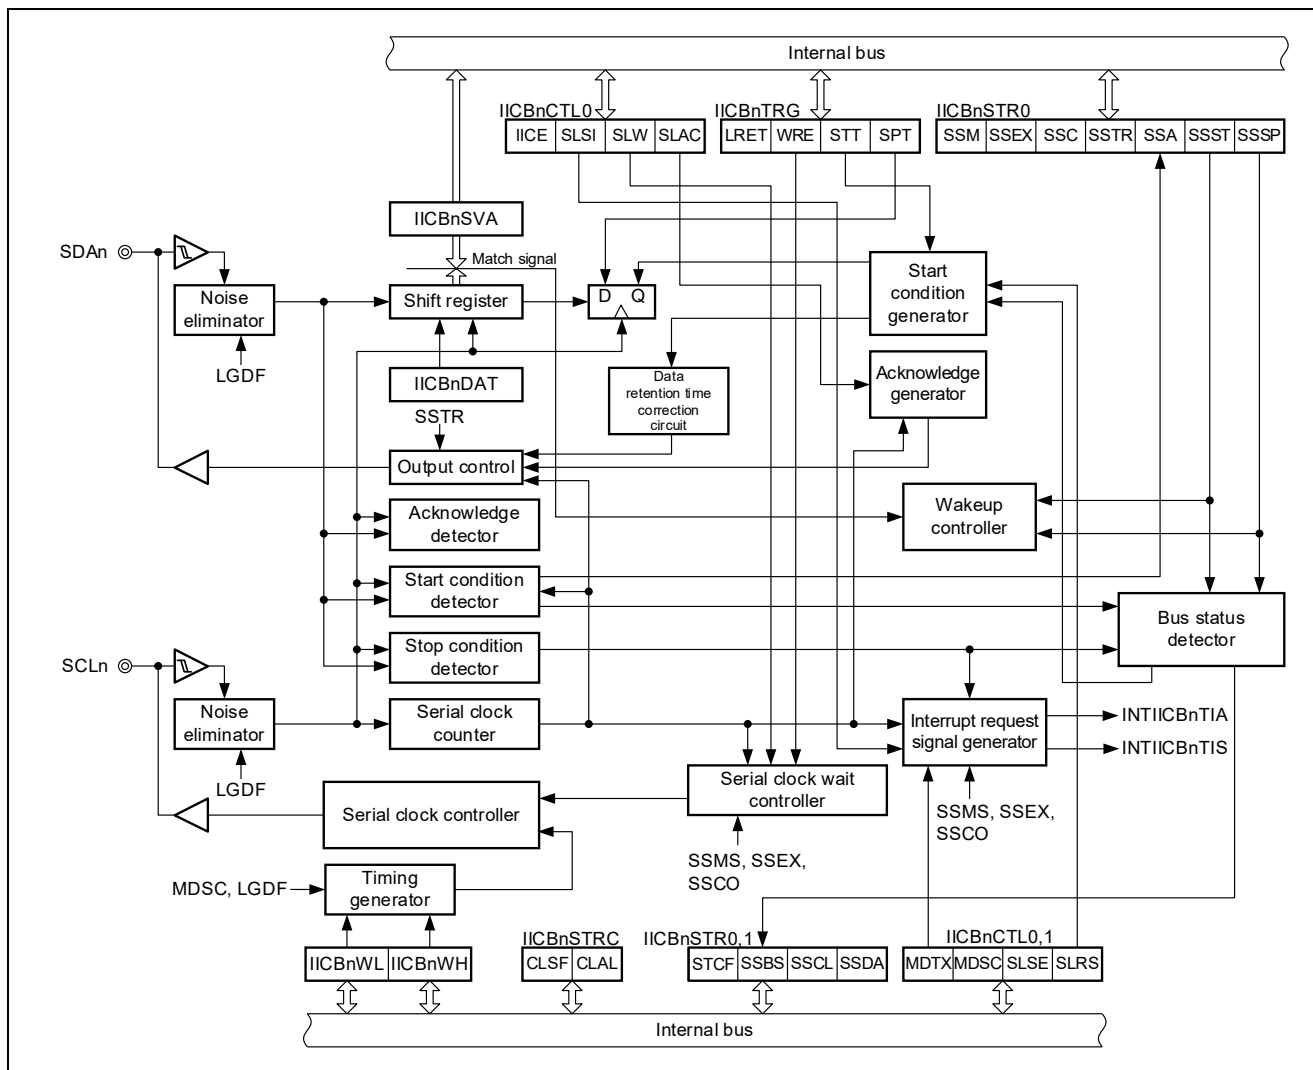 Internal bus
IICBnCTL0
IICBnTRG
IICBnSTR0
IICE SLSI SLW SLAC
LRET WRE STT SPT
SSM SSEX SSC SSTR SSA SSST SSSP
IICBnSVA
SDAn
Match signal
Noise
eliminator
Shift register
D Q
Start
condition
generator
LGDF
IICBnDAT
Data
retention time
correction
circuit
Acknowledge
generator
SSTR
Output control
Acknowledge
detector
Wakeup
controller
Start condition
detector
Bus status
detector
Stop condition
detector
SCLn
Noise
eliminator
Serial clock
counter
Interrupt request
signal generator
INTIICBnTIA
INTIICBnTIS
LGDF
Serial clock controller
Serial clock wait
controller
SSMS, SSEX,
SSCO
SSMS, SSEX,
SSCO
MDSC, LGDF
Timing
generator
IICBnSTRC
IICBnSTR0,1
IICBnCTL0,1
IICBnWL IICBnWH
CLSF CLAL
STCF SSBS SSCL SSDA
MDTX MDSC SLSE SLRS
Internal bus